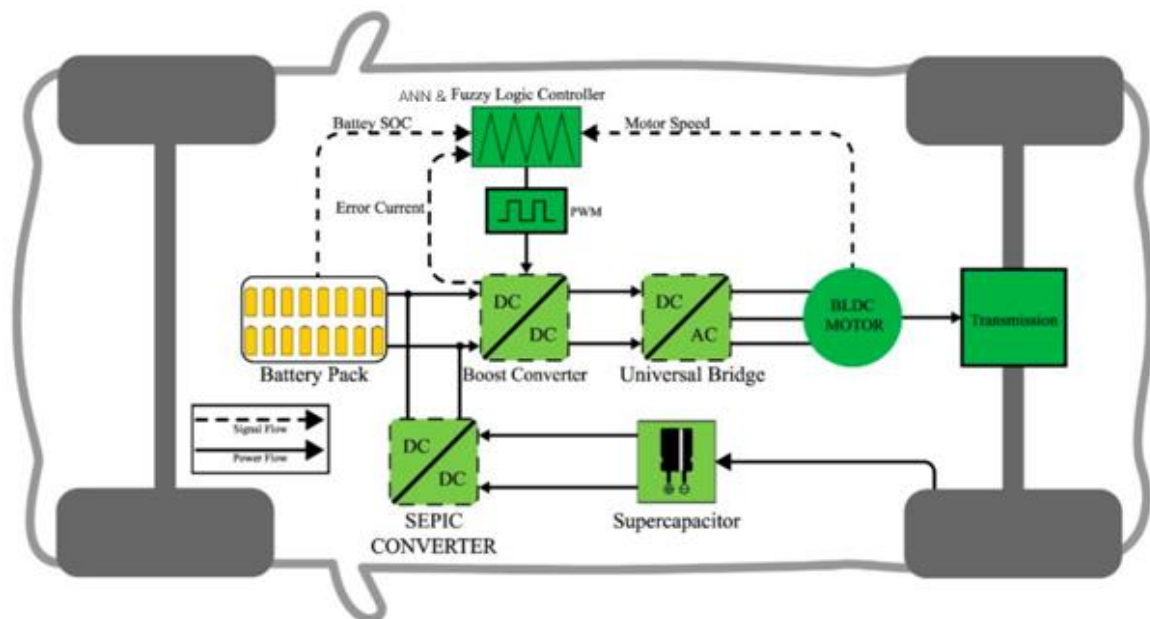 ANN & Fuzzy Logic Controller
Battey SOC
Motor Speed
Error Current
PWM
DC
DC
DC
AC
BLDC
MOTOR
Transmission
Battery Pack
Boost Converter
Universal Bridge
Signal Flow
Power Flow
DC
DC
SEPIC
CONVERTER
Supercapacitor